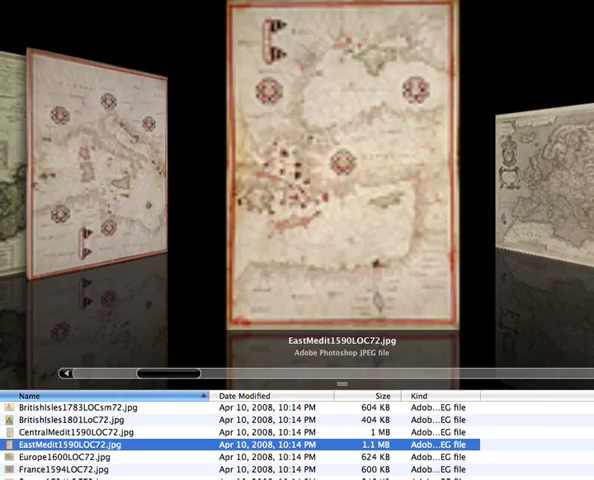 EastMedit1590LOC72.jpg
Adobe Photoshop JPEG file
Name Date Modified Size Kind
BritishIsles1783LOCsm72.jpg Apr 10, 2008, 10:14 PM 604 KB Adob...EG file
BritishIsles1801LoC72.jpg Apr 10, 2008, 10:14 PM 404 KB Adob...EG file
CentralMedit1590LOC72.jpg Apr 10, 2008, 10:14 PM 1 MB Adob...EG file
EastMedit1590LOC72.jpg Apr 10, 2008, 10:14 PM 1.1 MB Adob...EG file
Europe1600LOC72.jpg Apr 10, 2008, 10:14 PM 624 KB Adob...EG file
France1594LOC72.jpg Apr 10, 2008, 10:14 PM 600 KB Adob...EG file